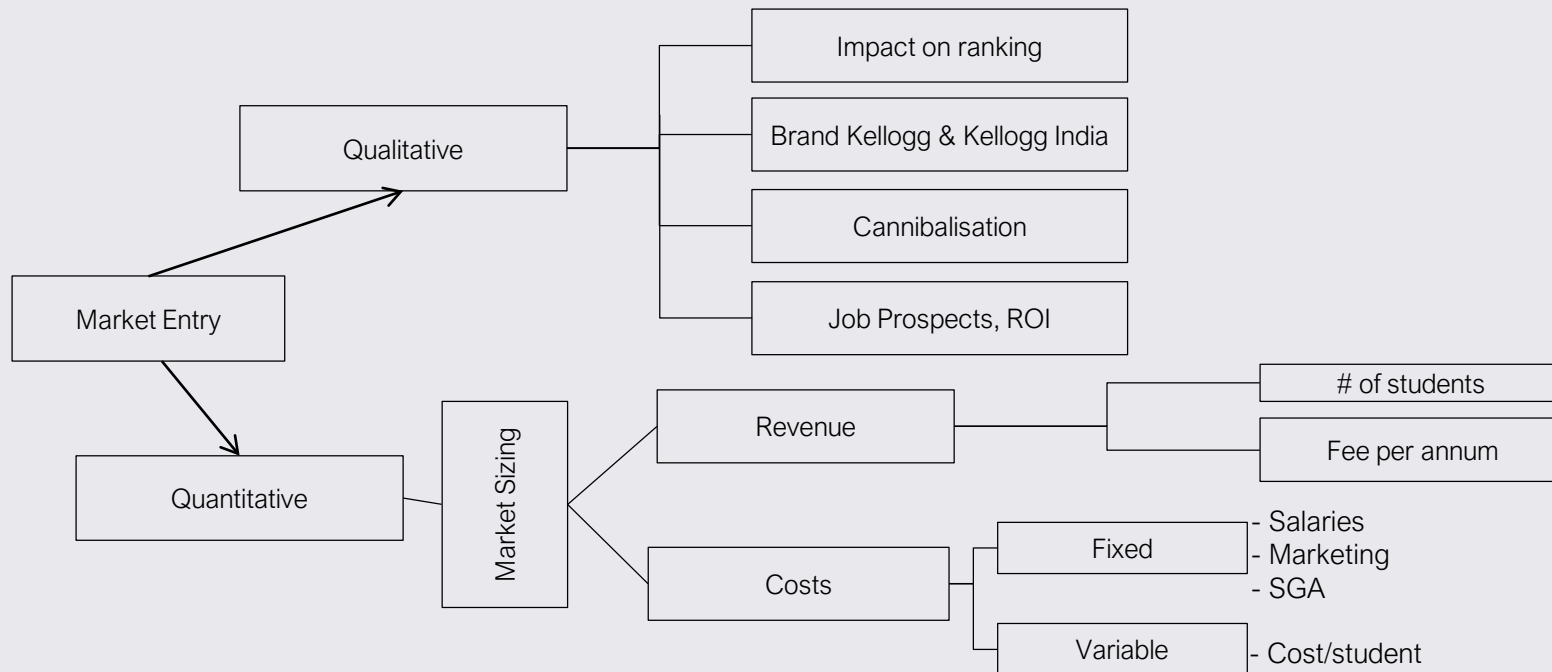 Impact on ranking
Qualitative
Brand Kellogg & Kellogg India
Cannibalisation
Market Entry
Job Prospects, ROI
# of students
Revenue
Fee per annum
Quantitative
Market Sizing
Costs
Fixed
- Salaries
- Marketing
- SGA
Variable
- Cost/student